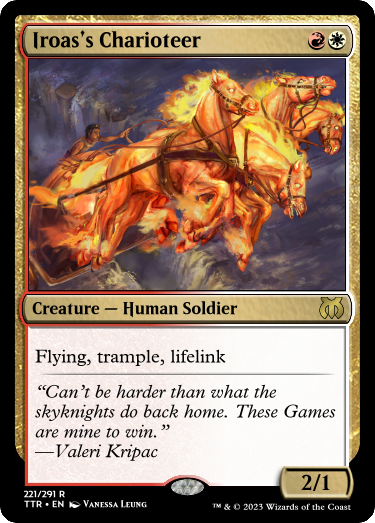 Iroas's Charioteer
Creature — Human Soldier
Flying, trample, lifelink
“Can't be harder than what the
skyknights do back home. These Games
are mine to win.”
—Valeri Kripac
2/1
221/291 R
TTR • EN Vanessa Leung
™ & © 2023 Wizards of the Coast